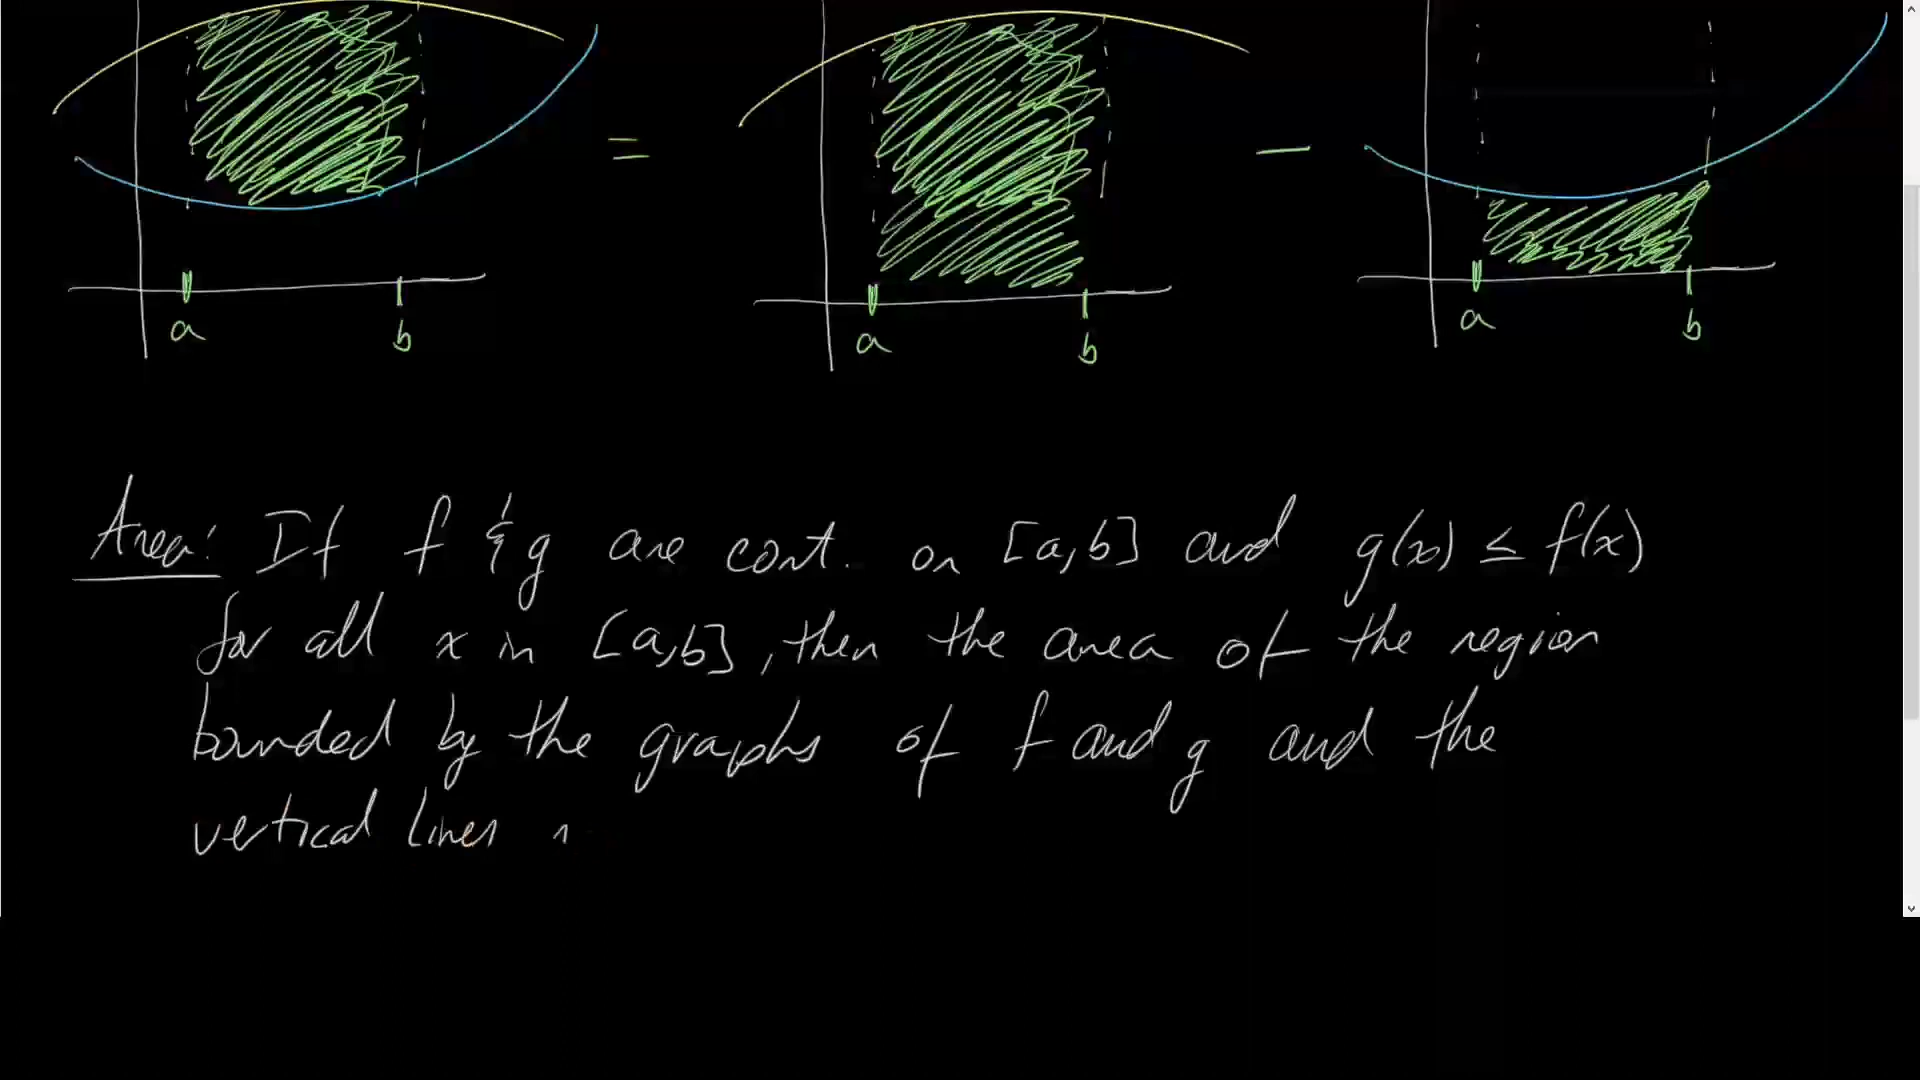 = −
a b a b a b
Area: If f & g are cont. on [a,b] and g(x) ≤ f(x)
for all x in [a,b], then the area of the region
bounded by the graphs of f and g and the
vertical lines